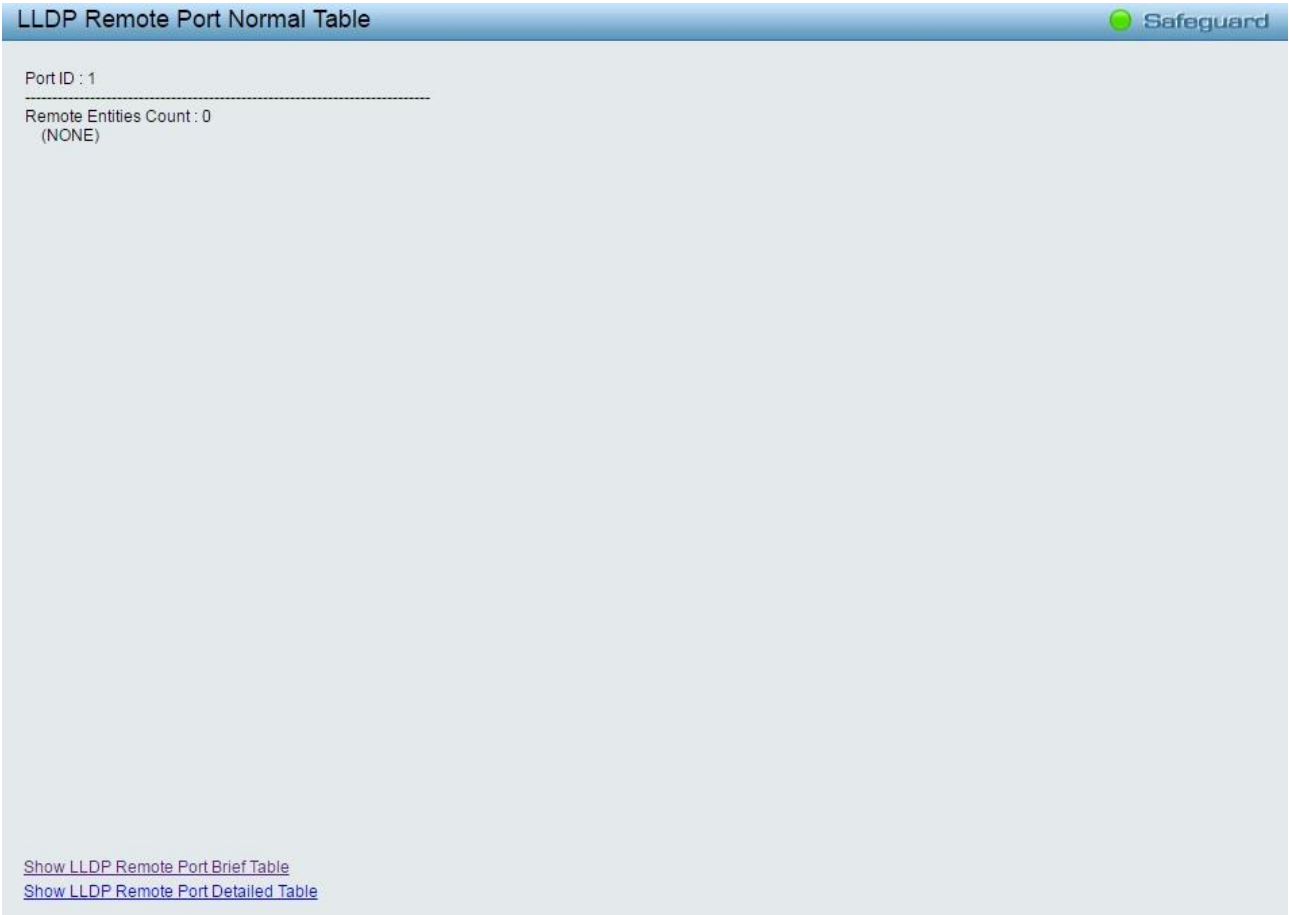 LLDP Remote Port Normal Table
Safeguard
Port ID : 1
--------------------------------------------------------------------------------
Remote Entities Count : 0
(NONE)
Show LLDP Remote Port Brief Table
Show LLDP Remote Port Detailed Table